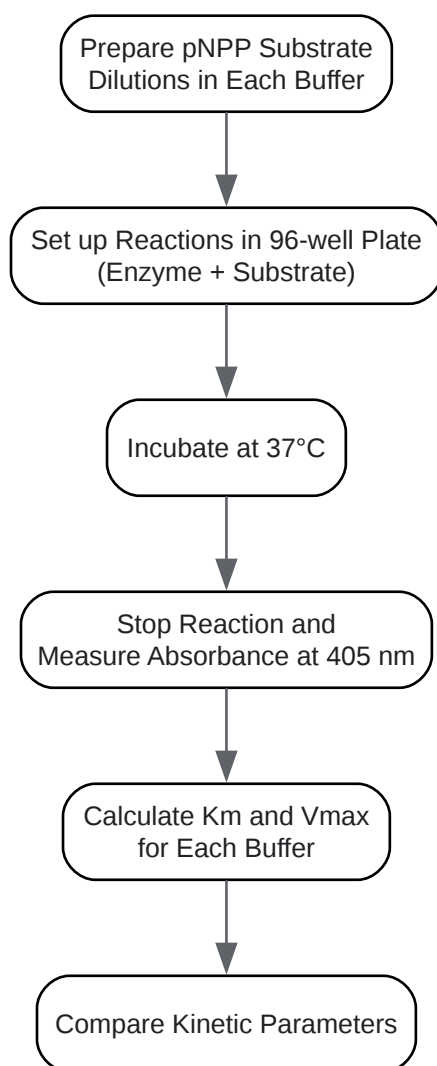 Prepare pNPP Substrate
Dilutions in Each Buffer
Set up Reactions in 96-well Plate
(Enzyme + Substrate)
Incubate at 37°C
Stop Reaction and
Measure Absorbance at 405 nm
Calculate Km and Vmax
for Each Buffer
Compare Kinetic Parameters